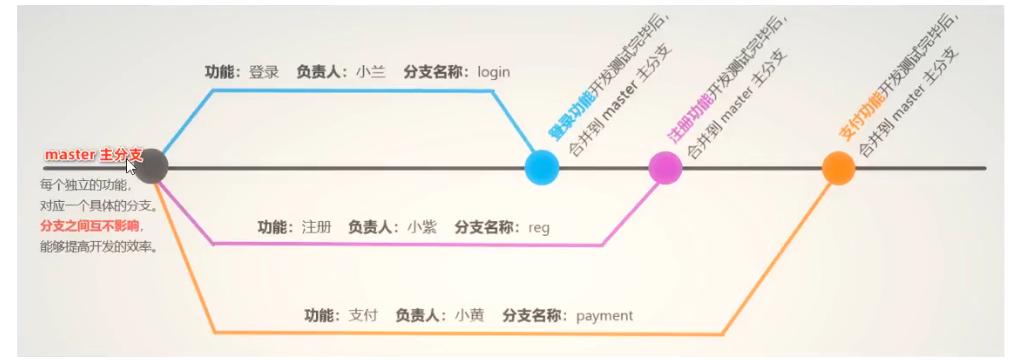 功能：登录 负责人：小兰 分支名称：login
登录功能开发测试完毕后，
合并到 master 主分支
注册功能开发测试完毕后，
合并到 master 主分支
支付功能开发测试完毕后，
合并到 master 主分支
master 主分支
每个独立的功能，
对应一个具体的分支。
分支之间互不影响，
能够提高开发的效率。
功能：注册 负责人：小紫 分支名称：reg
功能：支付 负责人：小黄 分支名称：payment